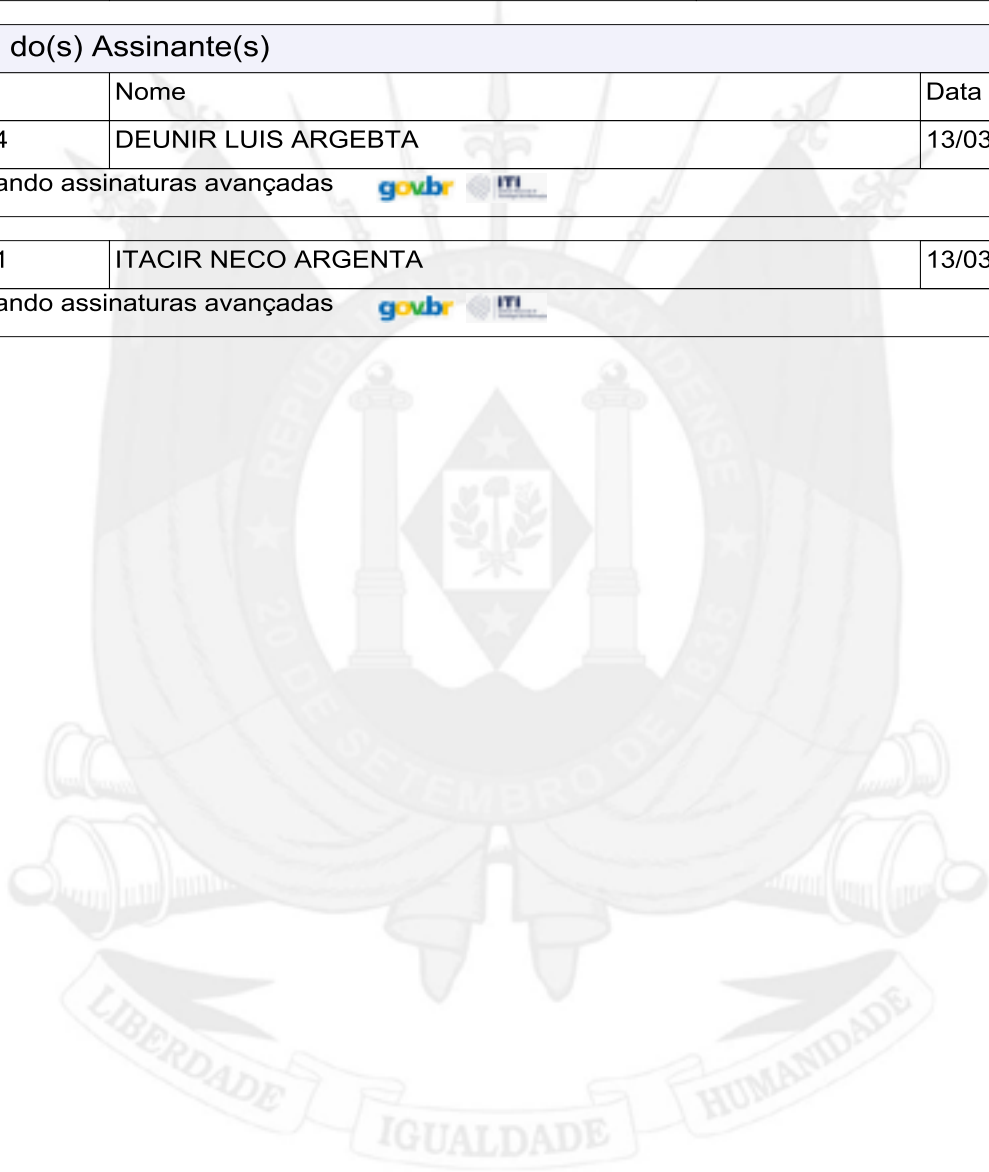 do(s) Assinante(s)
Nome Data
4 DEUNIR LUIS ARGEBTA 13/03
ando assinaturas avançadas gov.br ITI
1 ITACIR NECO ARGENTA 13/03
ando assinaturas avançadas gov.br ITI
REPÚBLICA RIO-GRANDENSE
20 DE SETEMBRO DE 1835
LIBERDADE IGUALDADE HUMANIDADE